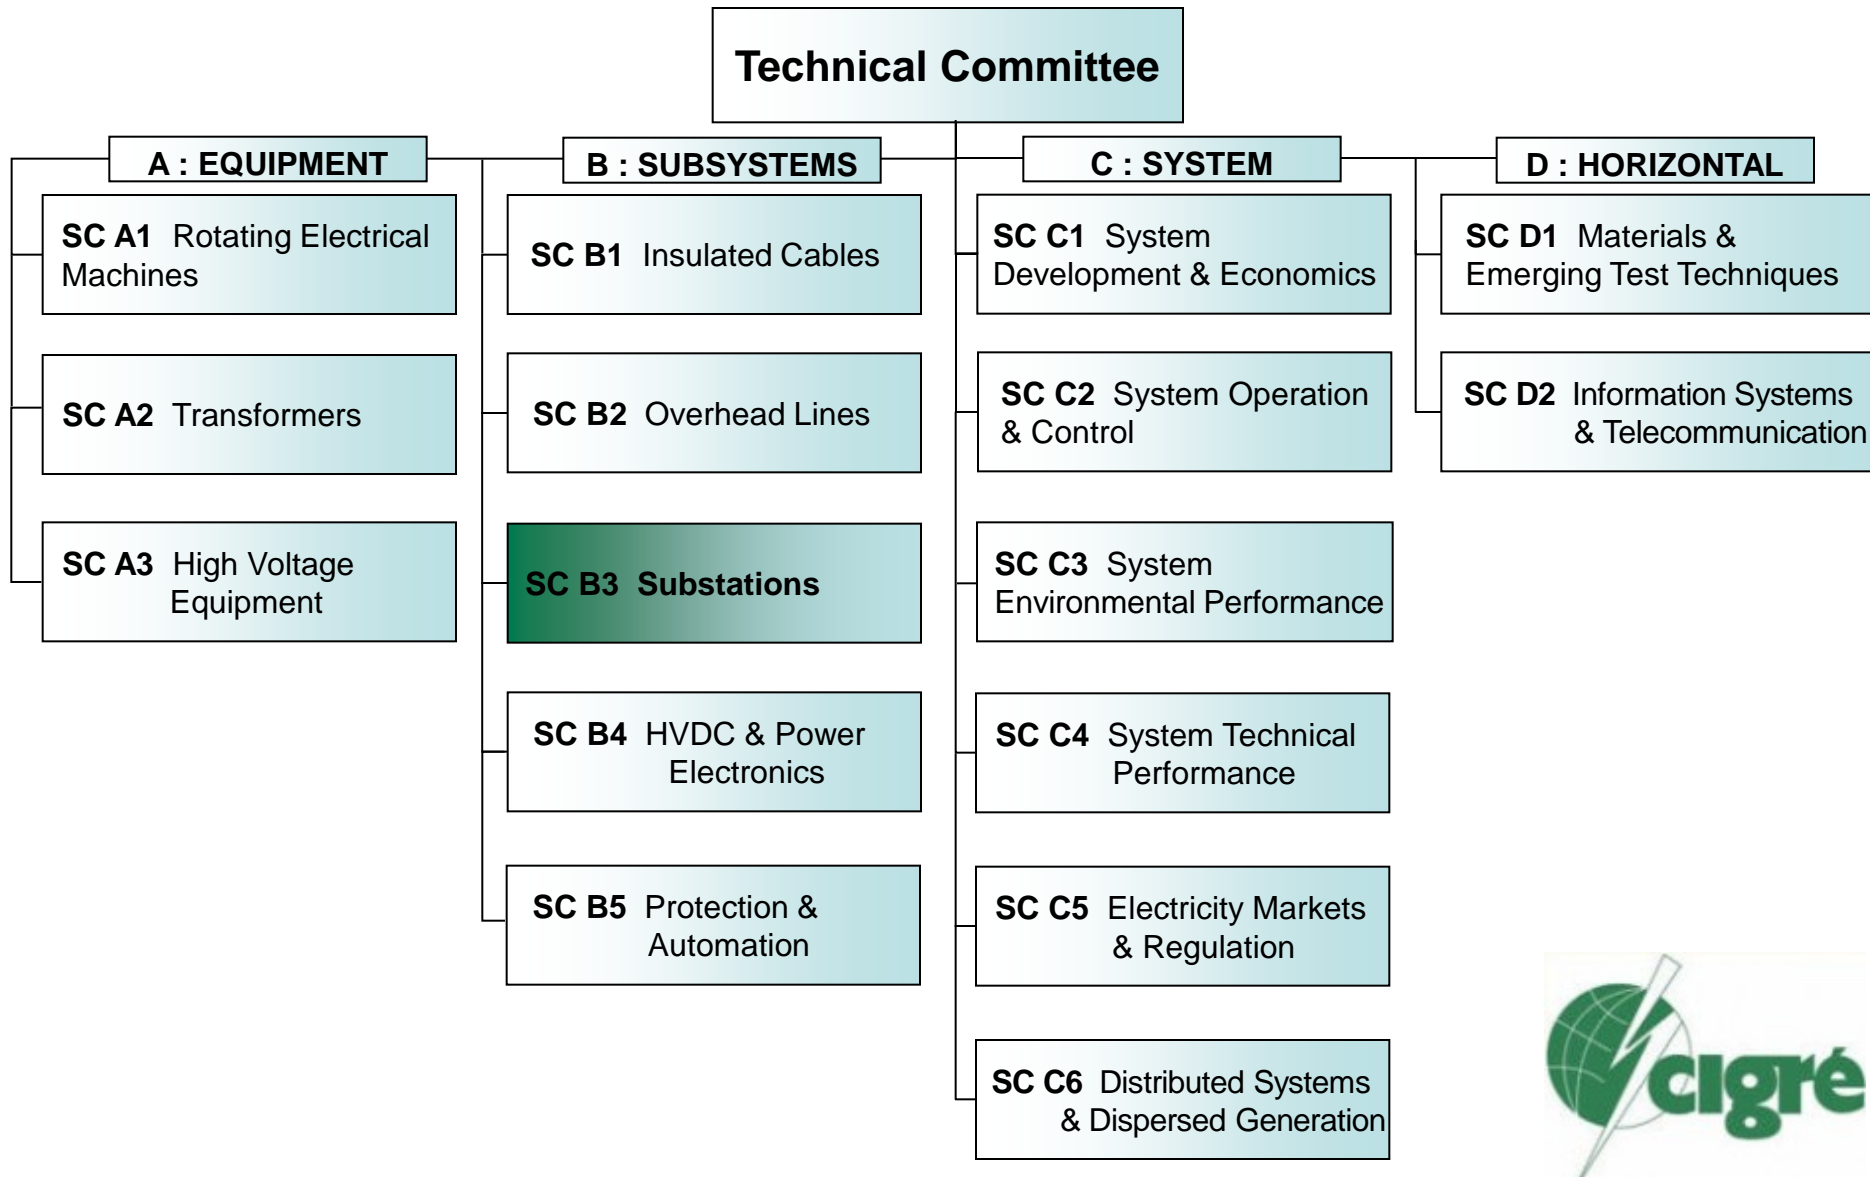 Technical Committee
A : EQUIPMENT
SC A1 Rotating Electrical
Machines
SC A2 Transformers
SC A3 High Voltage
Equipment
B : SUBSYSTEMS
SC B1 Insulated Cables
SC B2 Overhead Lines
SC B3 Substations
SC B4 HVDC & Power
Electronics
SC B5 Protection &
Automation
C : SYSTEM
SC C1 System
Development & Economics
SC C2 System Operation
& Control
SC C3 System
Environmental Performance
SC C4 System Technical
Performance
SC C5 Electricity Markets
& Regulation
SC C6 Distributed Systems
& Dispersed Generation
D : HORIZONTAL
SC D1 Materials &
Emerging Test Techniques
SC D2 Information Systems
& Telecommunication
cigré